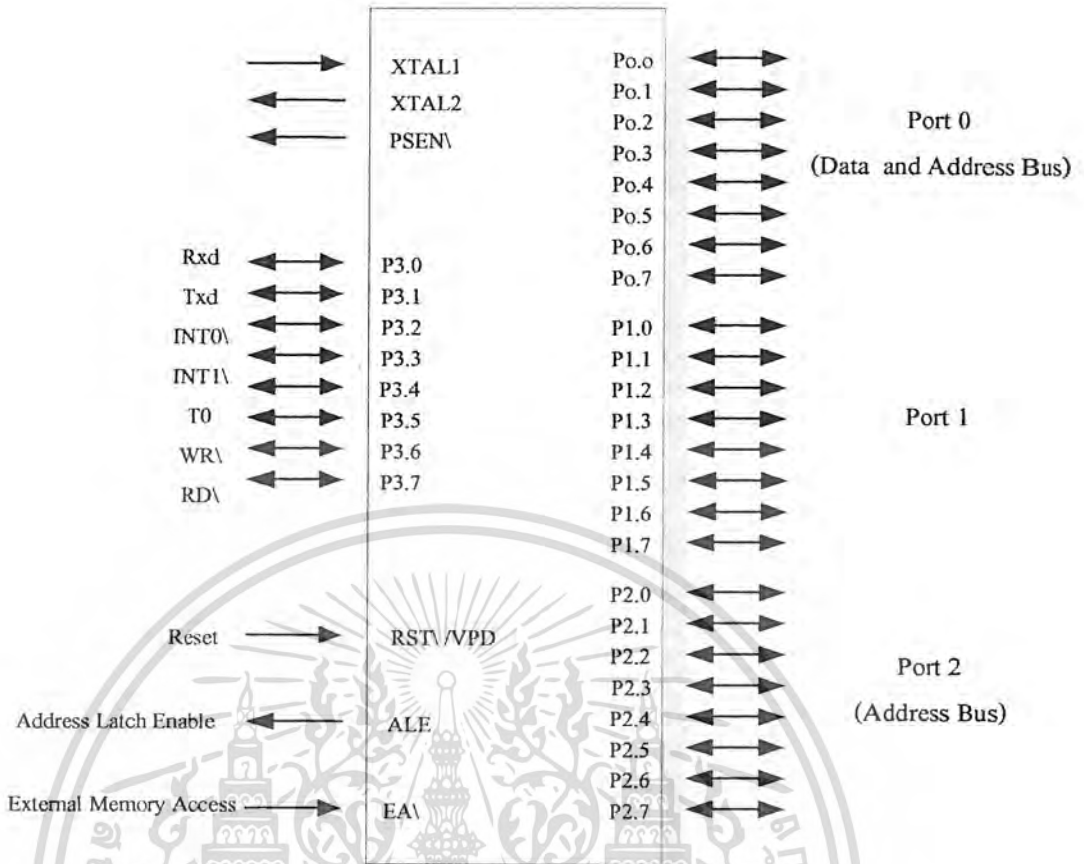 XTAL1
XTAL2
PSEN\
Rxd
Txd
INT0\
INT1\
T0
WR\
RD\
P3.0
P3.1
P3.2
P3.3
P3.4
P3.5
P3.6
P3.7
Reset
RST\ /VPD
Address Latch Enable
ALE
External Memory Access
EA\
Po.o
Po.1
Po.2
Po.3
Po.4
Po.5
Po.6
Po.7
Port 0
(Data and Address Bus)
P1.0
P1.1
P1.2
P1.3
P1.4
P1.5
P1.6
P1.7
Port 1
P2.0
P2.1
P2.2
P2.3
P2.4
P2.5
P2.6
P2.7
Port 2
(Address Bus)